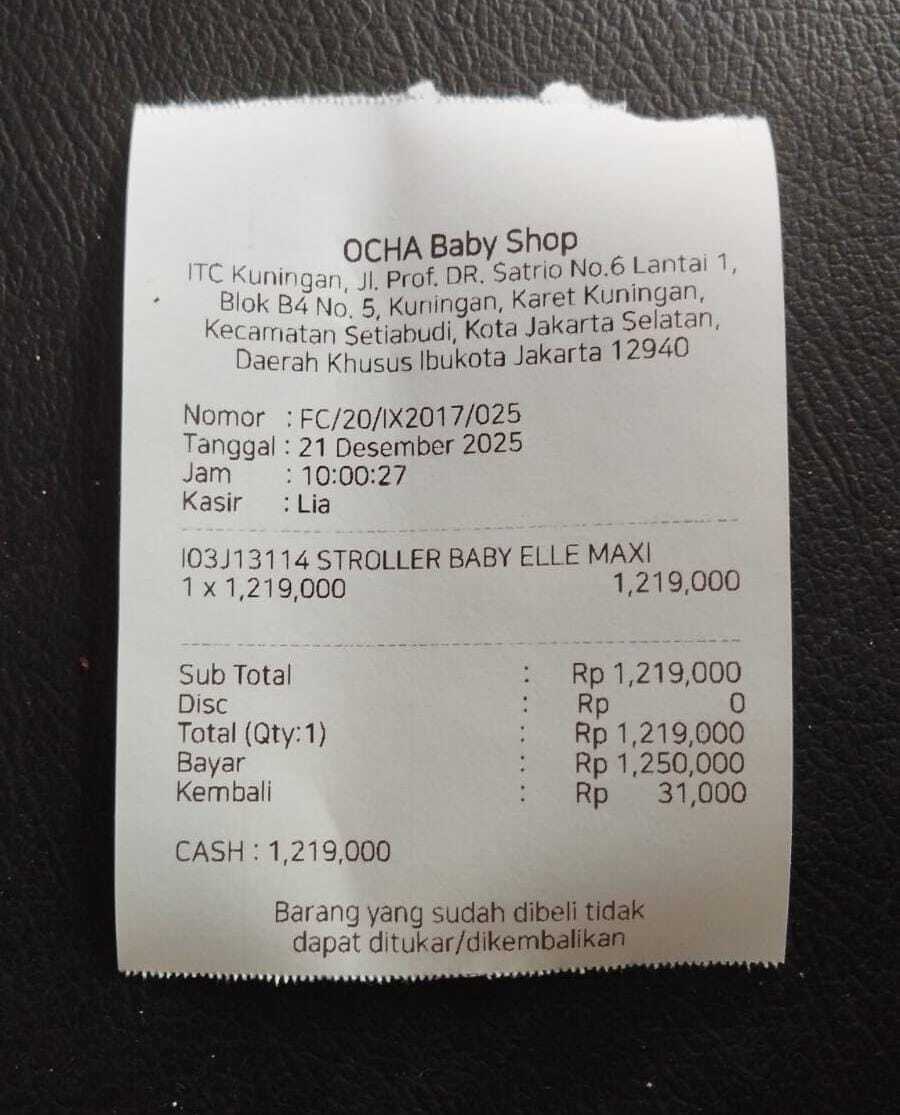 OCHA Baby Shop
ITC Kuningan, Jl. Prof. DR. Satrio No.6 Lantai 1,
Blok B4 No. 5, Kuningan, Karet Kuningan,
Kecamatan Setiabudi, Kota Jakarta Selatan,
Daerah Khusus Ibukota Jakarta 12940
Nomor : FC/20/IX2017/025
Tanggal : 21 Desember 2025
Jam : 10:00:27
Kasir : Lia
I03J13114 STROLLER BABY ELLE MAXI
1 x 1,219,000 1,219,000
Sub Total : Rp 1,219,000
Disc : Rp 0
Total (Qty:1) : Rp 1,219,000
Bayar : Rp 1,250,000
Kembali : Rp 31,000
CASH : 1,219,000
Barang yang sudah dibeli tidak
dapat ditukar/dikembalikan